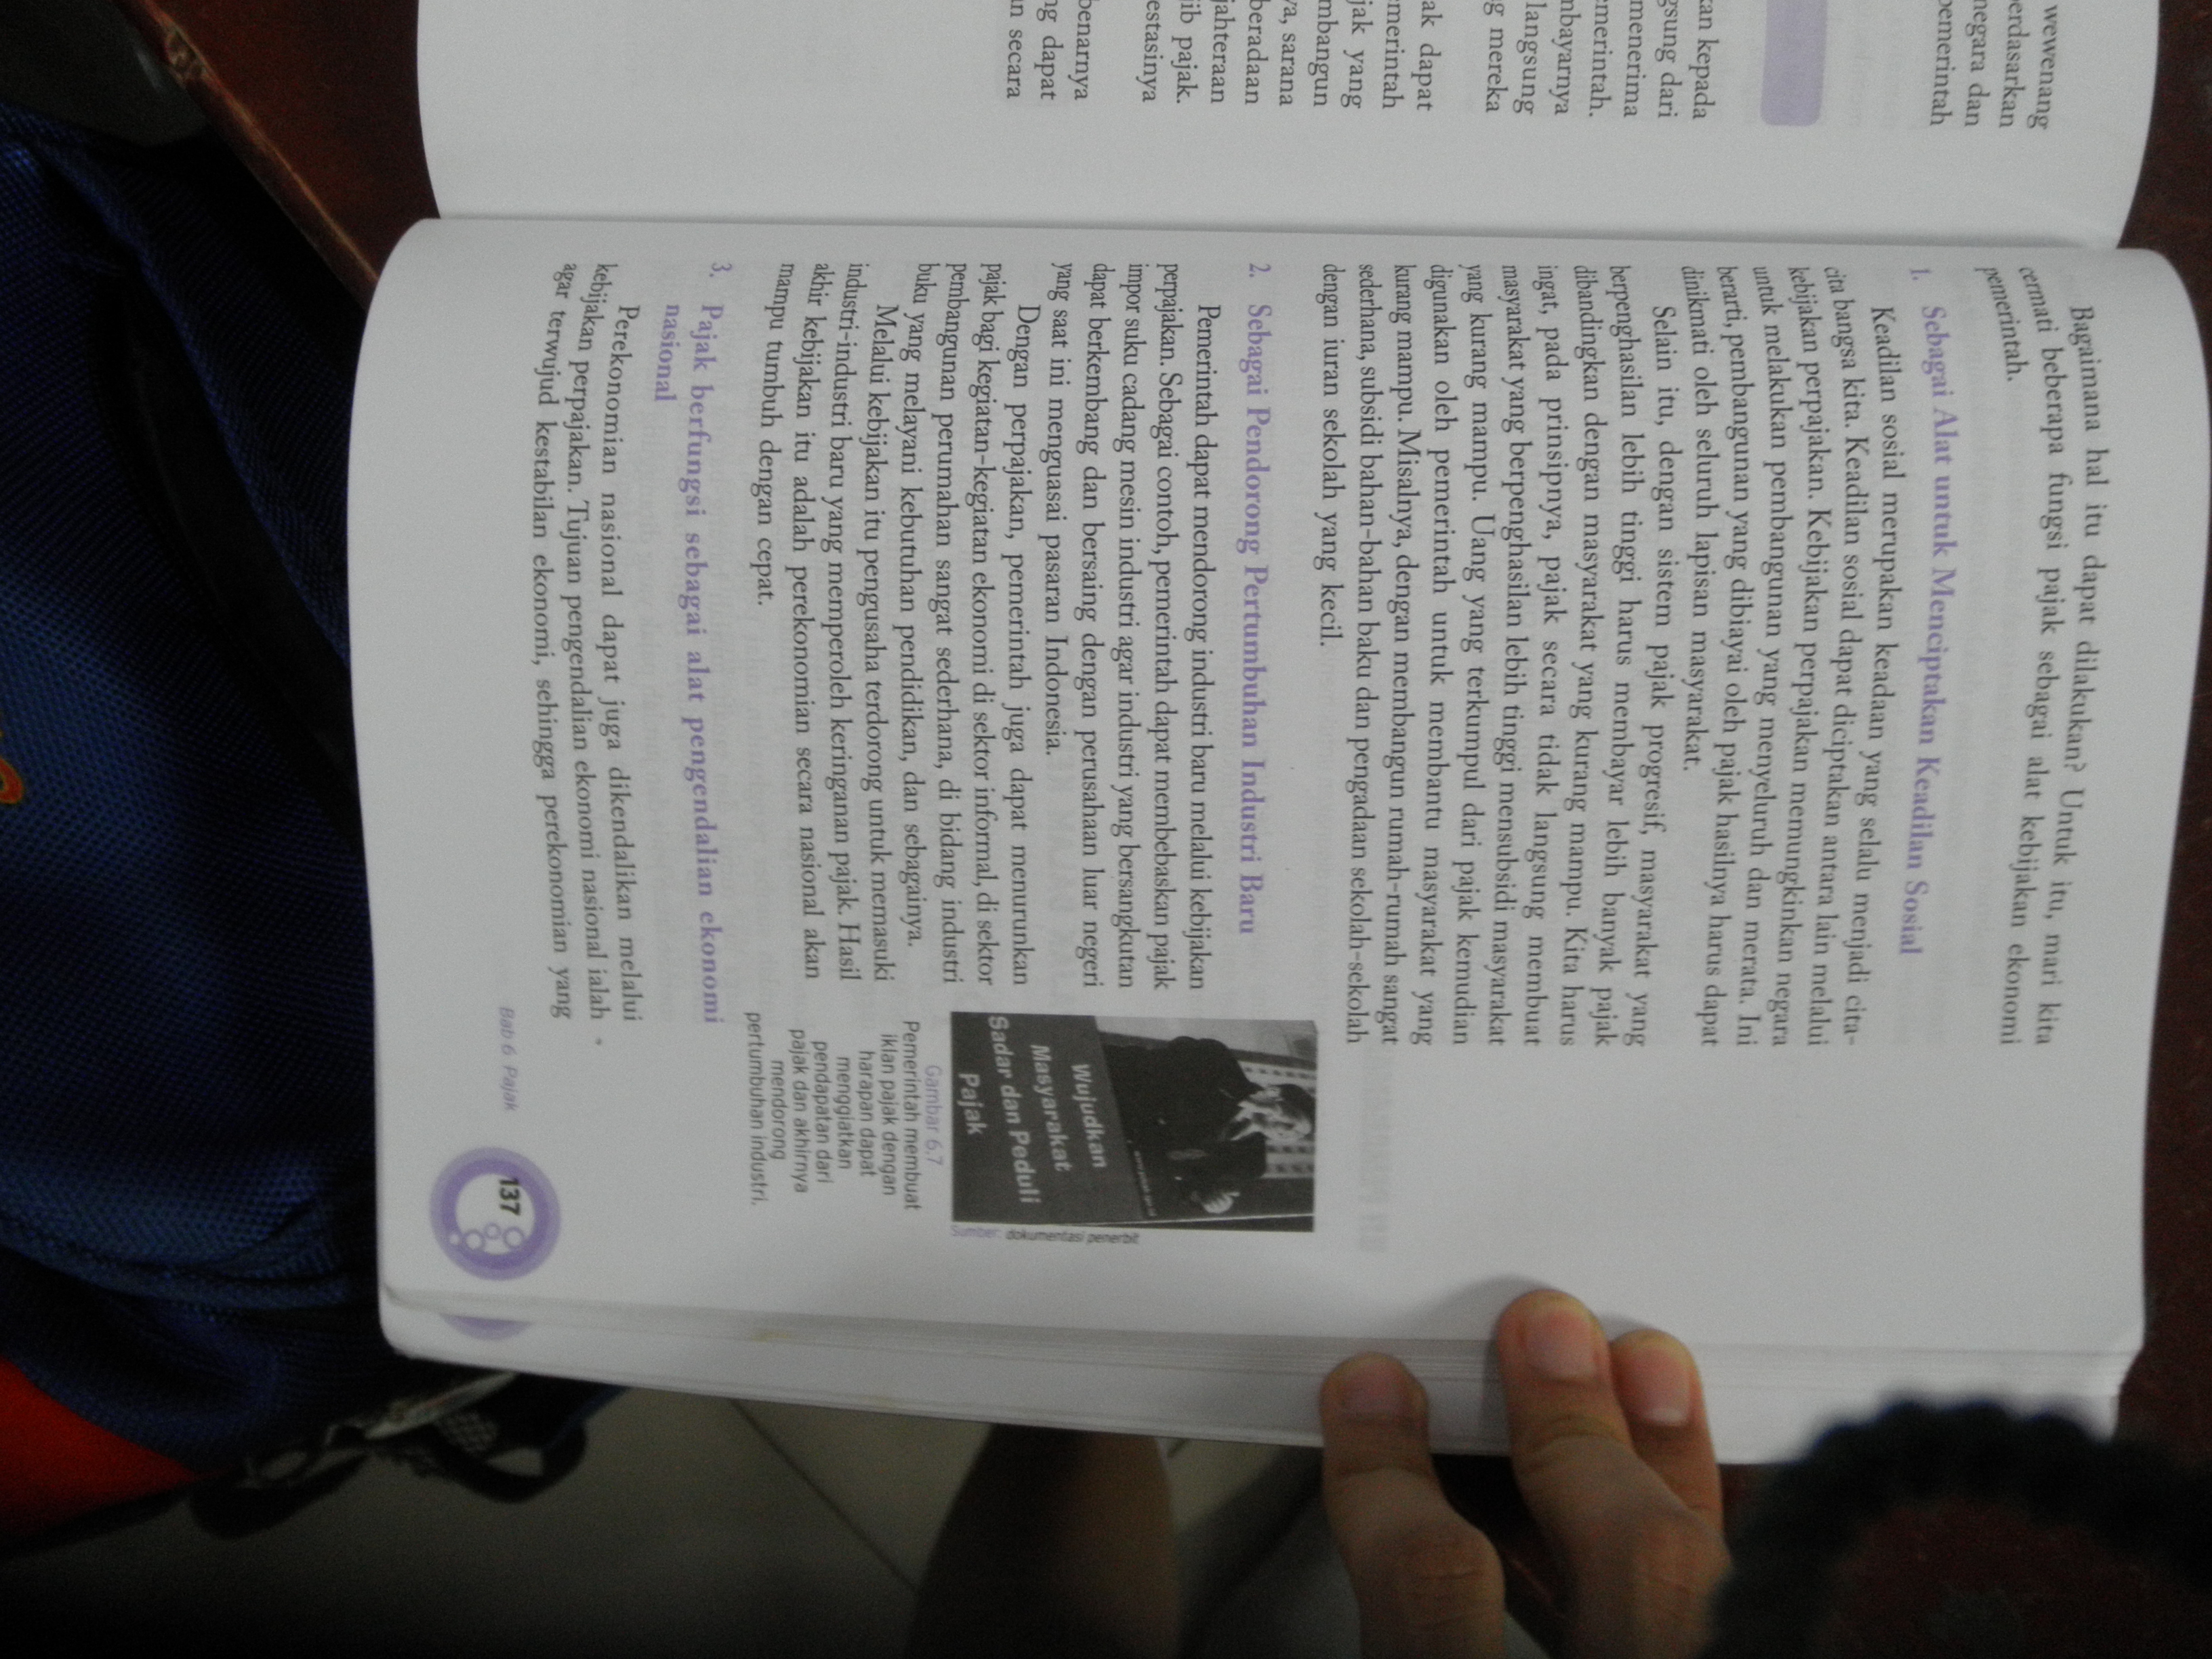 Bagaimana hal itu dapat dilakukan? Untuk itu, mari kita
cermati beberapa fungsi pajak sebagai alat kebijakan ekonomi
pemerintah.
1. Sebagai Alat untuk Menciptakan Keadilan Sosial
Keadilan sosial merupakan keadaan yang selalu menjadi cita-
cita bangsa kita. Keadilan sosial dapat diciptakan antara lain melalui
kebijakan perpajakan. Kebijakan perpajakan memungkinkan negara
untuk melakukan pembangunan yang menyeluruh dan merata. Ini
berarti, pembangunan yang dibiayai oleh pajak hasilnya harus dapat
dinikmati oleh seluruh lapisan masyarakat.
Selain itu, dengan sistem pajak progresif, masyarakat yang
berpenghasilan lebih tinggi harus membayar lebih banyak pajak
dibandingkan dengan masyarakat yang kurang mampu. Kita harus
ingat, pada prinsipnya, pajak secara tidak langsung membuat
masyarakat yang berpenghasilan lebih tinggi mensubsidi masyarakat
yang kurang mampu. Uang yang terkumpul dari pajak kemudian
digunakan oleh pemerintah untuk membantu masyarakat yang
kurang mampu. Misalnya, dengan membangun rumah-rumah sangat
sederhana, subsidi bahan-bahan baku dan pengadaan sekolah-sekolah
dengan iuran sekolah yang kecil.
2. Sebagai Pendorong Pertumbuhan Industri Baru
Pemerintah dapat mendorong industri baru melalui kebijakan
perpajakan. Sebagai contoh, pemerintah dapat membebaskan pajak
impor suku cadang mesin industri agar industri yang bersangkutan
dapat berkembang dan bersaing dengan perusahaan luar negeri
yang saat ini menguasai pasaran Indonesia.
Dengan perpajakan, pemerintah juga dapat menurunkan
pajak bagi kegiatan-kegiatan ekonomi di sektor informal, di sektor
pembangunan perumahan sangat sederhana, di bidang industri
buku yang melayani kebutuhan pendidikan, dan sebagainya.
Melalui kebijakan itu pengusaha terdorong untuk memasuki
industri-industri baru yang memperoleh keringanan pajak. Hasil
akhir kebijakan itu adalah perekonomian secara nasional akan
mampu tumbuh dengan cepat.
3. Pajak berfungsi sebagai alat pengendalian ekonomi
nasional
Perekonomian nasional dapat juga dikendalikan melalui
kebijakan perpajakan. Tujuan pengendalian ekonomi nasional ialah
agar terwujud kestabilan ekonomi, sehingga perekonomian yang
Wujudkan
Masyarakat
Sadar dan Peduli
Pajak
Sumber: dokumentasi penerbit
Gambar 6.7
Pemerintah membuat
iklan pajak dengan
harapan dapat
menggiatkan
pendapatan dari
pajak dan akhirnya
mendorong
pertumbuhan industri.
Bab 6 Pajak
137
wewenang
negara dan
kan kepada
menerima
mereka
dapat
yang
sarana
pajak.
dapat
secara